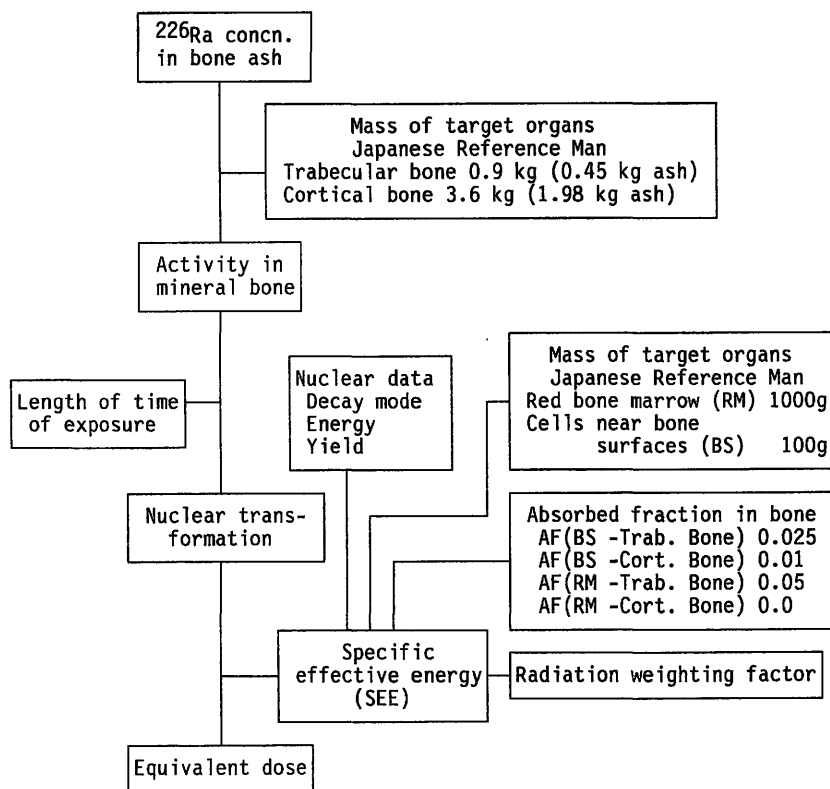 226Ra concn.
in bone ash
Mass of target organs
Japanese Reference Man
Trabecular bone 0.9 kg (0.45 kg ash)
Cortical bone 3.6 kg (1.98 kg ash)
Activity in
mineral bone
Length of time
of exposure
Nuclear data
Decay mode
Energy
Yield
Mass of target organs
Japanese Reference Man
Red bone marrow (RM) 1000g
Cells near bone
surfaces (BS) 100g
Nuclear trans-
formation
Absorbed fraction in bone
AF(BS -Trab. Bone) 0.025
AF(BS -Cort. Bone) 0.01
AF(RM -Trab. Bone) 0.05
AF(RM -Cort. Bone) 0.0
Specific
effective energy
(SEE)
Radiation weighting factor
Equivalent dose